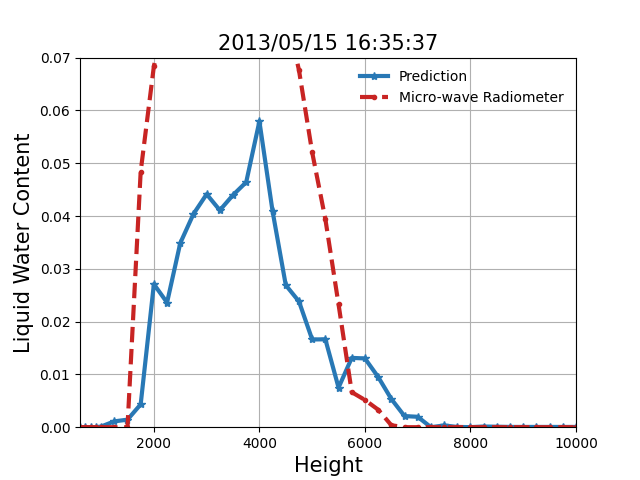 2013/05/15 16:35:37
Prediction
Micro-wave Radiometer
Liquid Water Content
0.07
0.06
0.05
0.04
0.03
0.02
0.01
0.00
2000 4000 6000 8000 10000
Height